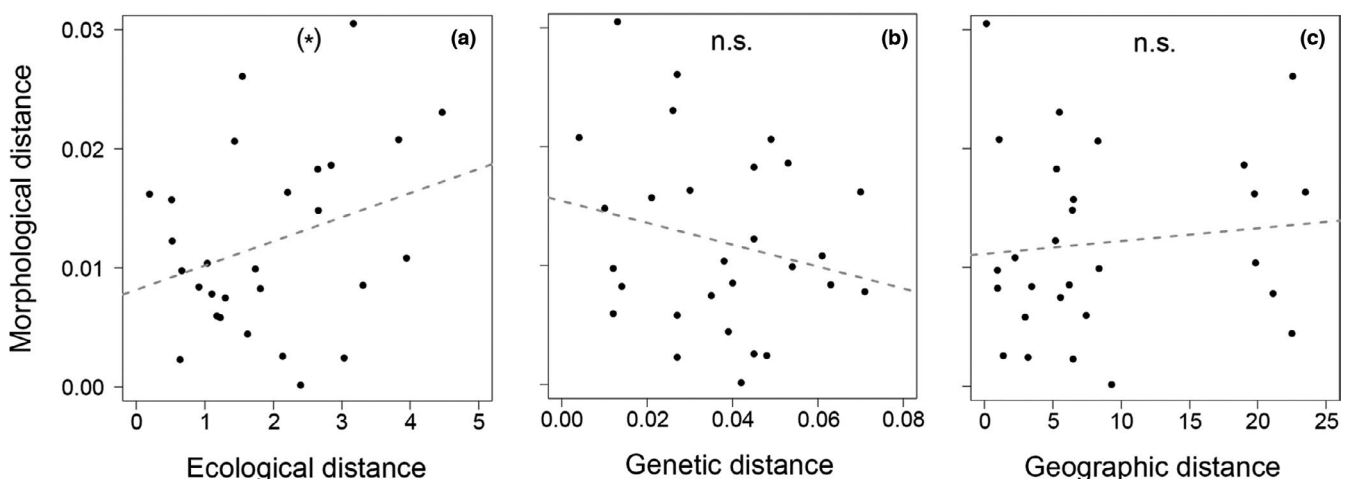 Morphological distance
0.03
0.02
0.01
0.00
(*)
(a)
0 1 2 3 4 5
Ecological distance
n.s.
(b)
0.00 0.02 0.04 0.06 0.08
Genetic distance
n.s.
(c)
0 5 10 15 20 25
Geographic distance